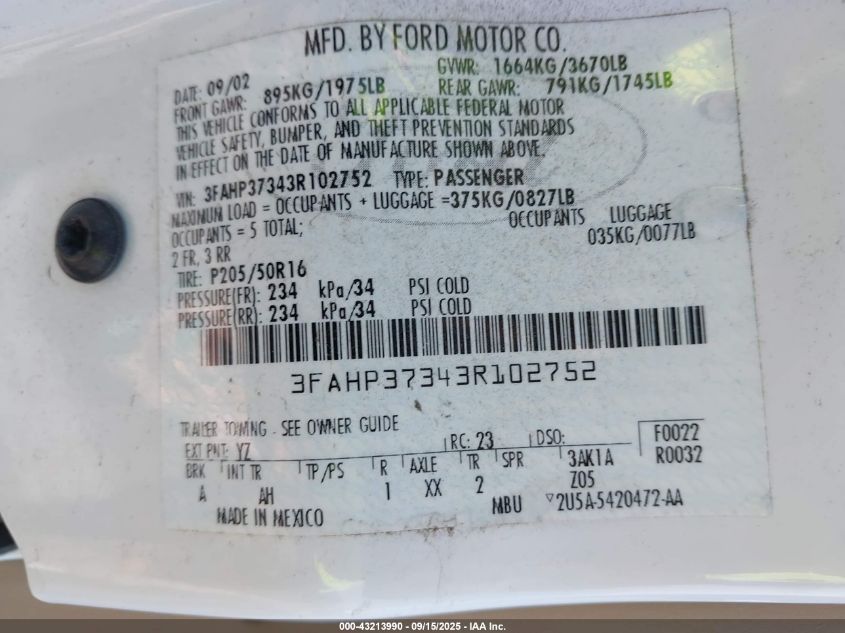 MFD. BY FORD MOTOR CO.
DATE: 09/02 GVWR: 1664KG/3670LB
FRONT GAWR: 895KG/1975LB REAR GAWR: 791KG/1745LB
THIS VEHICLE CONFORMS TO ALL APPLICABLE FEDERAL MOTOR
VEHICLE SAFETY, BUMPER, AND THEFT PREVENTION STANDARDS
IN EFFECT ON THE DATE OF MANUFACTURE SHOWN ABOVE.
VIN: 3FAHP37343R102752 TYPE: PASSENGER
MAXIMUM LOAD = OCCUPANTS + LUGGAGE =375KG/0827LB
OCCUPANTS = 5 TOTAL; OCCUPANTS LUGGAGE
2 FR, 3 RR 035KG/0077LB
TIRE: P205/50R16
PRESSURE(FR): 234 kPa/34 PSI COLD
PRESSURE(RR): 234 kPa/34 PSI COLD
3FAHP37343R102752
TRAILER TOWING - SEE OWNER GUIDE
EXT PNT: YZ RC: 23 DSO: F0022
BRK INT TR TP/PS R AXLE TR SPR 3AK1A R0032
A AH 1 XX 2 Z05
MADE IN MEXICO MBU 2U5A-5420472-AA
000-43213990 - 09/15/2025 - IAA Inc.